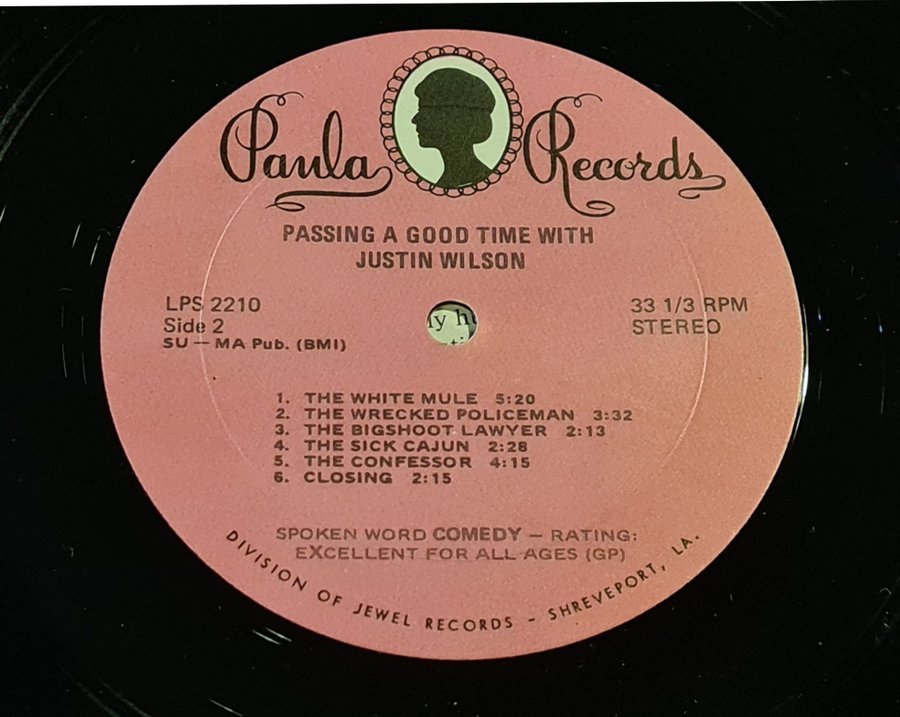 Paula Records
PASSING A GOOD TIME WITH
JUSTIN WILSON
LPS 2210
Side 2
SU — MA Pub. (BMI)
33 1/3 RPM
STEREO
1. THE WHITE MULE 5:20
2. THE WRECKED POLICEMAN 3:32
3. THE BIGSHOOT LAWYER 2:13
4. THE SICK CAJUN 2:28
5. THE CONFESSOR 4:15
6. CLOSING 2:15
SPOKEN WORD COMEDY — RATING:
EXCELLENT FOR ALL AGES (GP)
DIVISION OF JEWEL RECORDS - SHREVEPORT, LA.